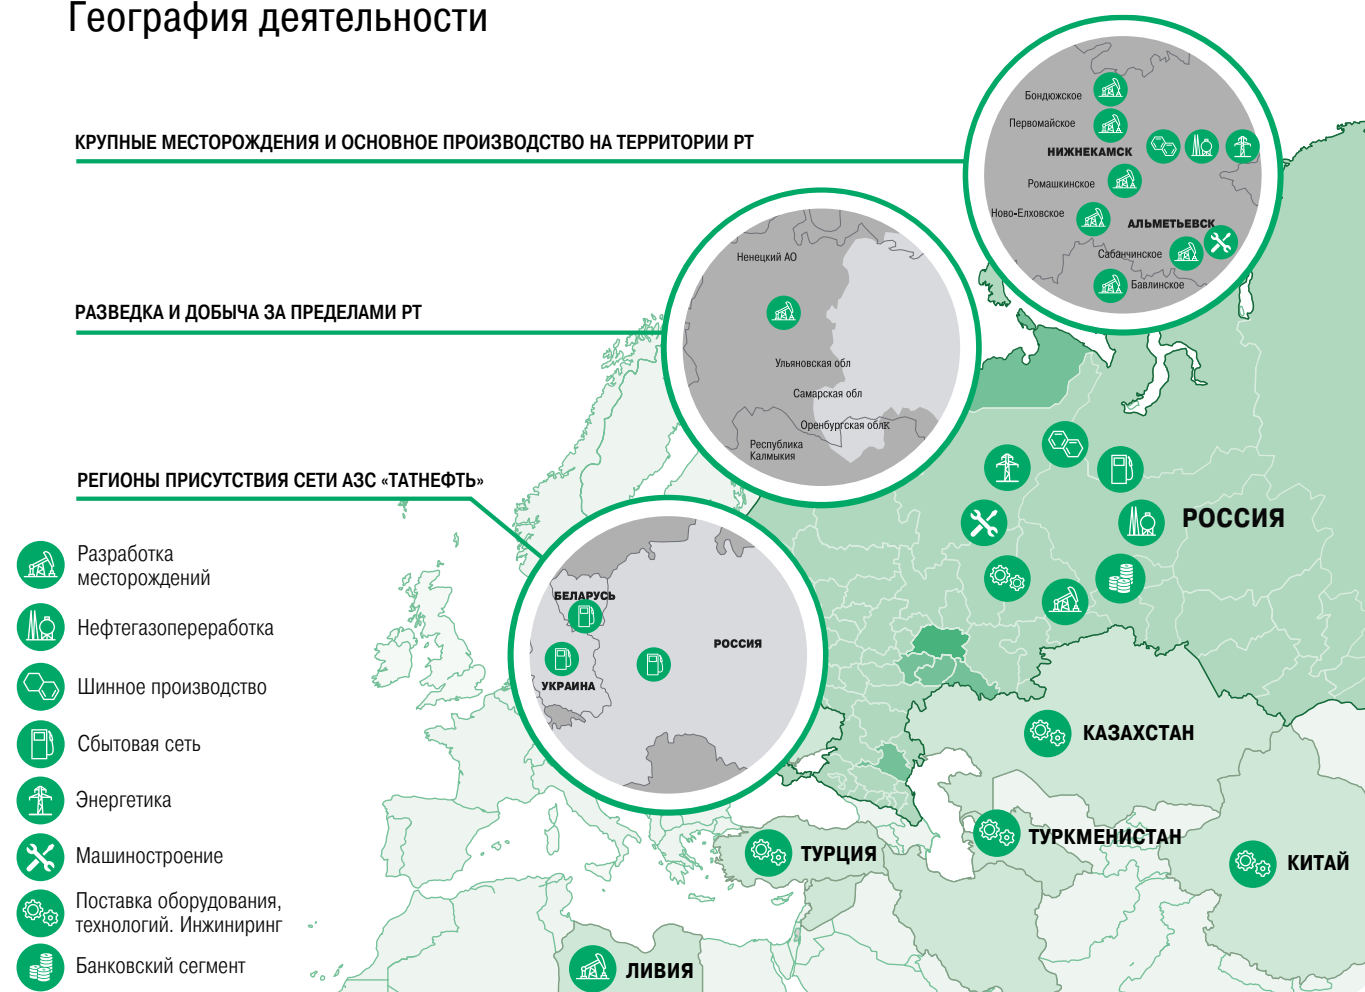 География деятельности
КРУПНЫЕ МЕСТОРОЖДЕНИЯ И ОСНОВНОЕ ПРОИЗВОДСТВО НА ТЕРРИТОРИИ РТ
Бондюжское
Первомайское
НИЖНЕКАМСК
Ромашкинское
Ново-Елховское
АЛЬМЕТЬЕВСК
Сабанчинское
Бавлинское
РАЗВЕДКА И ДОБЫЧА ЗА ПРЕДЕЛАМИ РТ
Ненецкий АО
Ульяновская обл
Самарская обл
Оренбургская облк
Республика
Калмыкия
РЕГИОНЫ ПРИСУТСТВИЯ СЕТИ АЗС «ТАТНЕФТЬ»
БЕЛАРУСЬ
РОССИЯ
УКРАИНА
Разработка
месторождений
Нефтегазопереработка
Шинное производство
Сбытовая сеть
Энергетика
Машиностроение
Поставка оборудования,
технологий. Инжиниринг
Банковский сегмент
РОССИЯ
КАЗАХСТАН
ТУРКМЕНИСТАН
ТУРЦИЯ
КИТАЙ
ЛИВИЯ